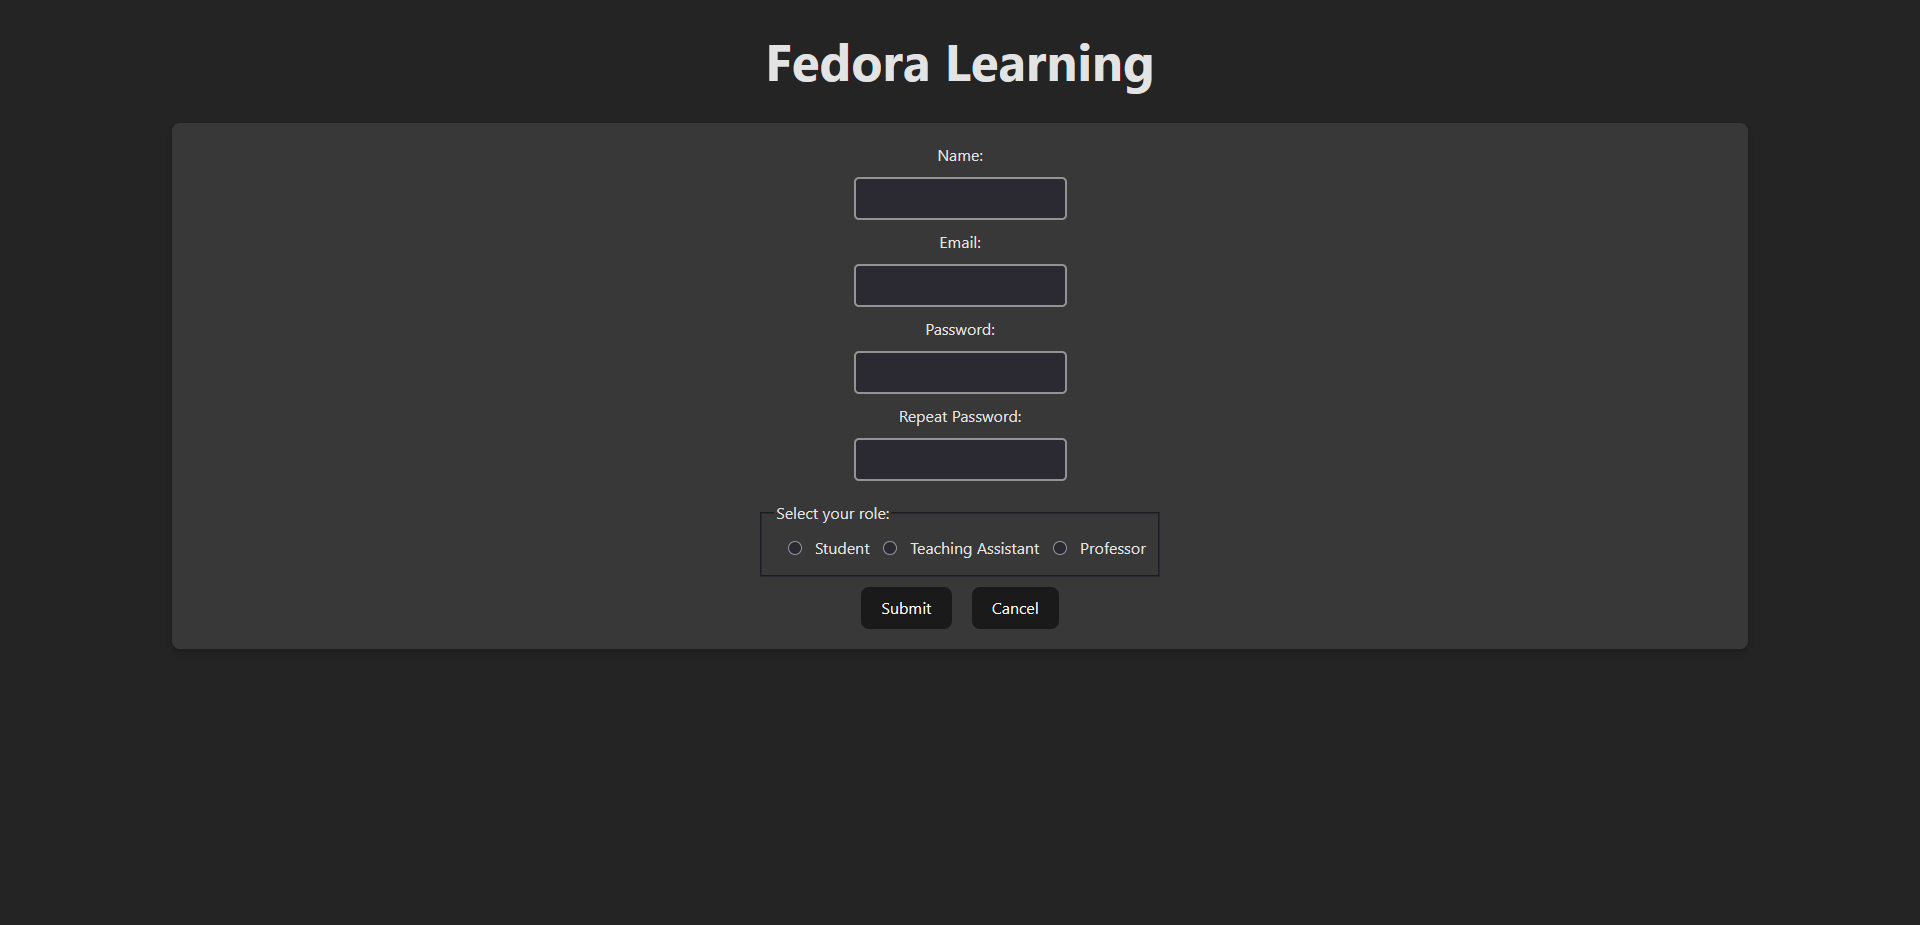 Fedora Learning
Name:
Email:
Password:
Repeat Password:
Select your role:
Student Teaching Assistant Professor
Submit Cancel